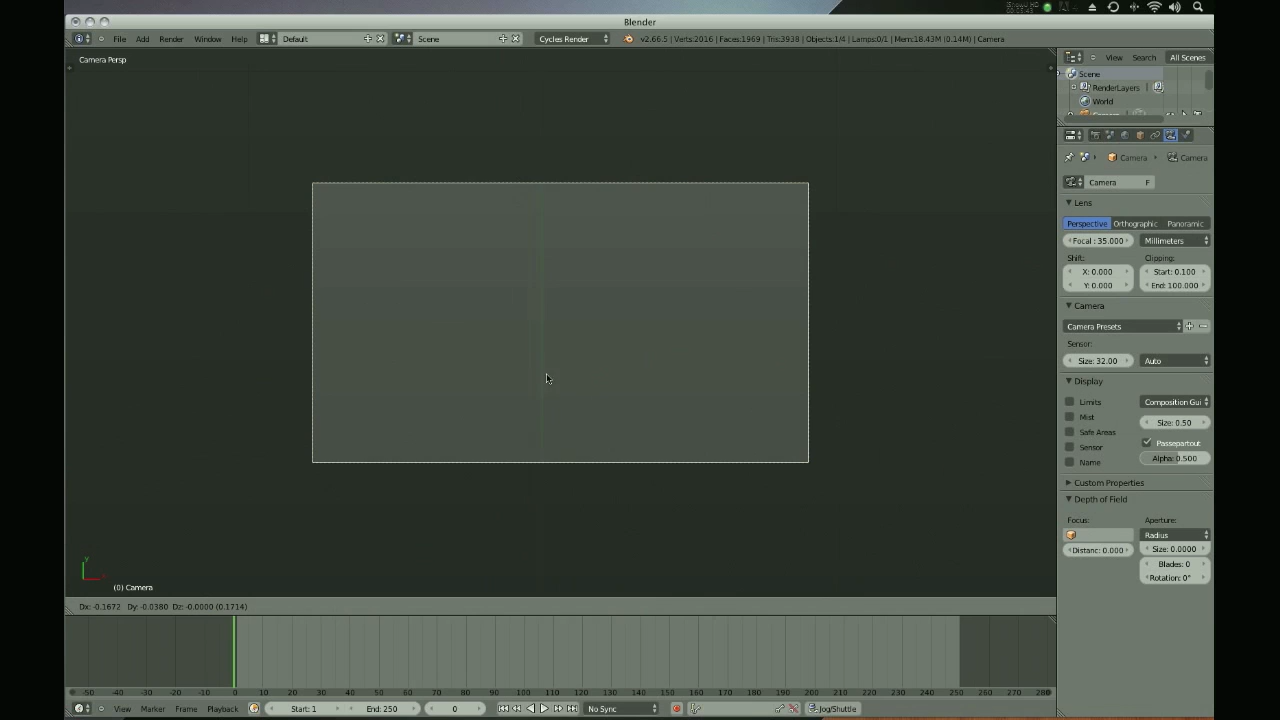 Blender
File Add Render Window Help Default Scene Cycles Render v2.66.5 | Verts:2016 | Faces:1969 | Tris:3938 | Objects:1/4 | Lamps:0/1 | Mem:18.43M (0.14M) | Camera
View Search All Scenes
Camera Persp
Scene
RenderLayers
World
Camera Camera
Camera F
Lens
Perspective Orthographic Panoramic
Focal : 35.000 Millimeters
Shift: Clipping:
X: 0.000 Start: 0.100
Y: 0.000 End: 100.000
Camera
Camera Presets
Sensor:
Size: 32.00 Auto
Display
Limits Composition Gui
Mist Size: 0.50
Safe Areas Passepartout
Sensor Alpha: 0.500
Name
Custom Properties
Depth of Field
Focus: Aperture:
Radius
Distanc: 0.000 Size: 0.0000
Blades: 0
Rotation: 0°
y
(0) Camera
Dx: -0.1672 Dy: -0.0380 Dz: -0.0000 (0.1714)
-50 -40 -30 -20 -10 0 10 20 30 40 50 60 70 80 90 100 110 120 130 140 150 160 170 180 190 200 210 220 230 240 250 260 270 280
View Marker Frame Playback Start: 1 End: 250 0 No Sync Jog/Shuttle